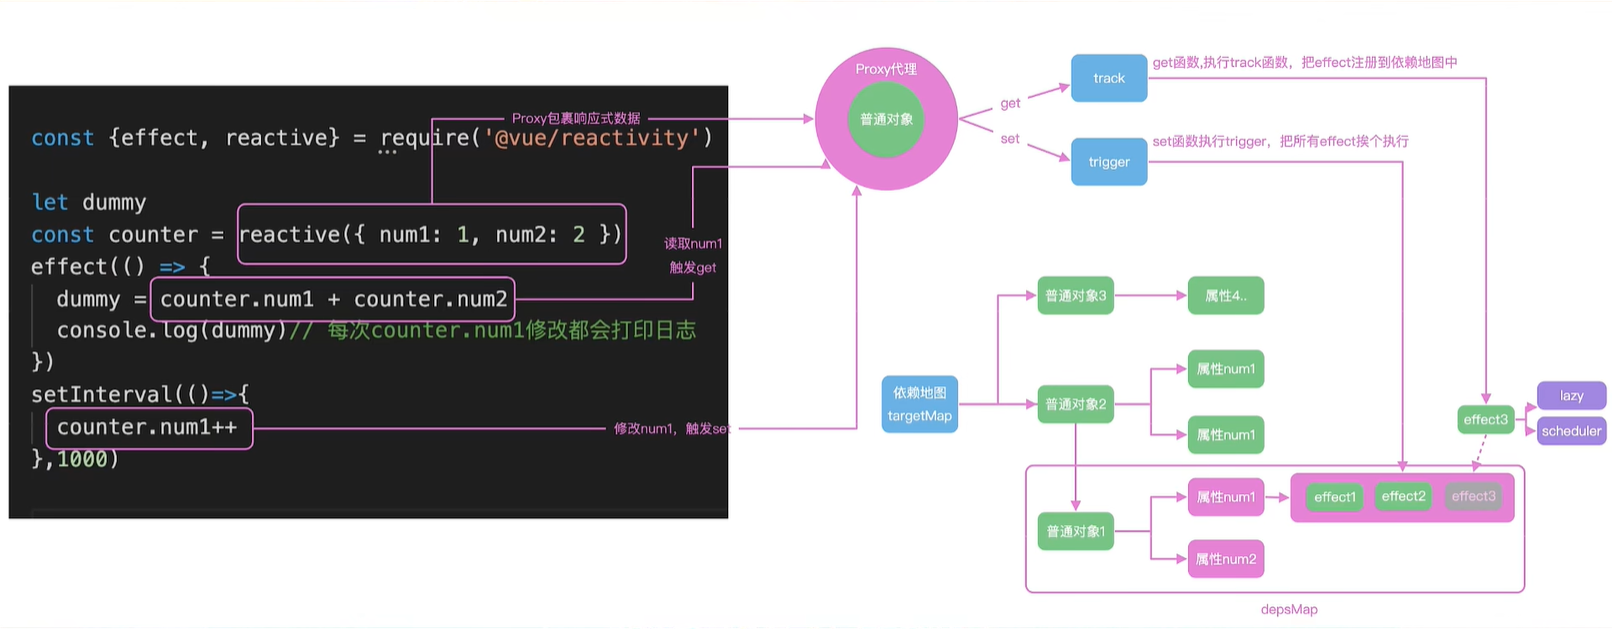 const {effect, reactive} = require('@vue/reactivity')
let dummy
const counter = reactive({ num1: 1, num2: 2 })
effect(() => {
dummy = counter.num1 + counter.num2
console.log(dummy)// 每次counter.num1修改都会打印日志
})
setInterval(()=>{
counter.num1++
},1000)
Proxy包裹响应式数据
读取num1
触发get
修改num1，触发set
Proxy代理
普通对象
get
set
track
get函数,执行track函数，把effect注册到依赖地图中
trigger
set函数执行trigger，把所有effect挨个执行
依赖地图
targetMap
普通对象3
属性4..
普通对象2
属性num1
属性num1
普通对象1
属性num1
属性num2
effect1
effect2
effect3
effect3
lazy
scheduler
depsMap